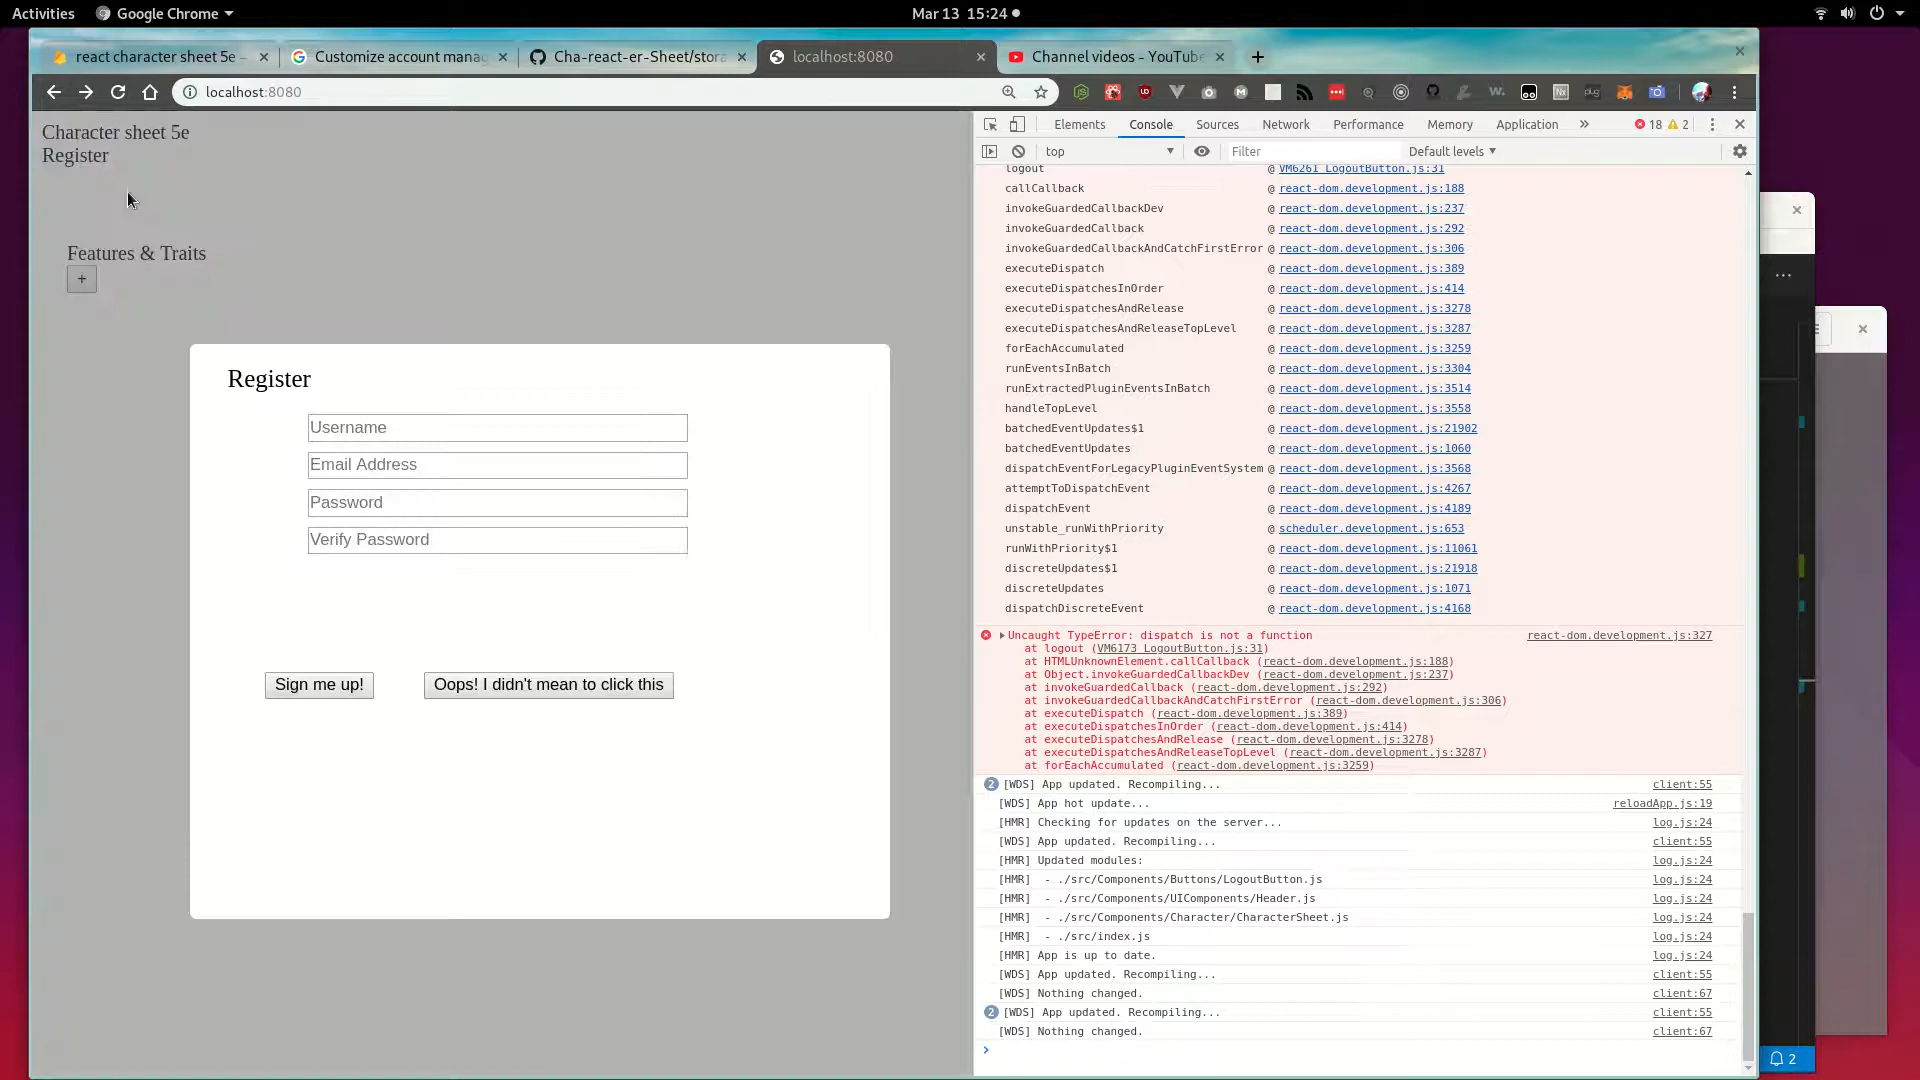 Activities
Google Chrome
Mar 13 15:24
react character sheet 5e -
Customize account mana
Cha-react-er-Sheet/stora
localhost:8080
Channel videos - YouTube
localhost:8080
Character sheet 5e
Register
Features & Traits
+
Register
Username
Email Address
Password
Verify Password
Sign me up!
Oops! I didn't mean to click this
Elements
Console
Sources
Network
Performance
Memory
Application
18
2
top
Filter
Default levels
logout @ VM6261 LogoutButton.js:31
callCallback @ react-dom.development.js:188
invokeGuardedCallbackDev @ react-dom.development.js:237
invokeGuardedCallback @ react-dom.development.js:292
invokeGuardedCallbackAndCatchFirstError @ react-dom.development.js:306
executeDispatch @ react-dom.development.js:389
executeDispatchesInOrder @ react-dom.development.js:414
executeDispatchesAndRelease @ react-dom.development.js:3278
executeDispatchesAndReleaseTopLevel @ react-dom.development.js:3287
forEachAccumulated @ react-dom.development.js:3259
runEventsInBatch @ react-dom.development.js:3304
runExtractedPluginEventsInBatch @ react-dom.development.js:3514
handleTopLevel @ react-dom.development.js:3558
batchedEventUpdates$1 @ react-dom.development.js:21902
batchedEventUpdates @ react-dom.development.js:1060
dispatchEventForLegacyPluginEventSystem @ react-dom.development.js:3568
attemptToDispatchEvent @ react-dom.development.js:4267
dispatchEvent @ react-dom.development.js:4189
unstable_runWithPriority @ scheduler.development.js:653
runWithPriority$1 @ react-dom.development.js:11061
discreteUpdates$1 @ react-dom.development.js:21918
discreteUpdates @ react-dom.development.js:1071
dispatchDiscreteEvent @ react-dom.development.js:4168
Uncaught TypeError: dispatch is not a function react-dom.development.js:327
at logout (VM6173 LogoutButton.js:31)
at HTMLUnknownElement.callCallback (react-dom.development.js:188)
at Object.invokeGuardedCallbackDev (react-dom.development.js:237)
at invokeGuardedCallback (react-dom.development.js:292)
at invokeGuardedCallbackAndCatchFirstError (react-dom.development.js:306)
at executeDispatch (react-dom.development.js:389)
at executeDispatchesInOrder (react-dom.development.js:414)
at executeDispatchesAndRelease (react-dom.development.js:3278)
at executeDispatchesAndReleaseTopLevel (react-dom.development.js:3287)
at forEachAccumulated (react-dom.development.js:3259)
2 [WDS] App updated. Recompiling... client:55
[WDS] App hot update... reloadApp.js:19
[HMR] Checking for updates on the server... log.js:24
[WDS] App updated. Recompiling... client:55
[HMR] Updated modules: log.js:24
[HMR] - ./src/Components/Buttons/LogoutButton.js log.js:24
[HMR] - ./src/Components/UIComponents/Header.js log.js:24
[HMR] - ./src/Components/Character/CharacterSheet.js log.js:24
[HMR] - ./src/index.js log.js:24
[HMR] App is up to date. log.js:24
[WDS] App updated. Recompiling... client:55
[WDS] Nothing changed. client:67
2 [WDS] App updated. Recompiling... client:55
[WDS] Nothing changed. client:67
2